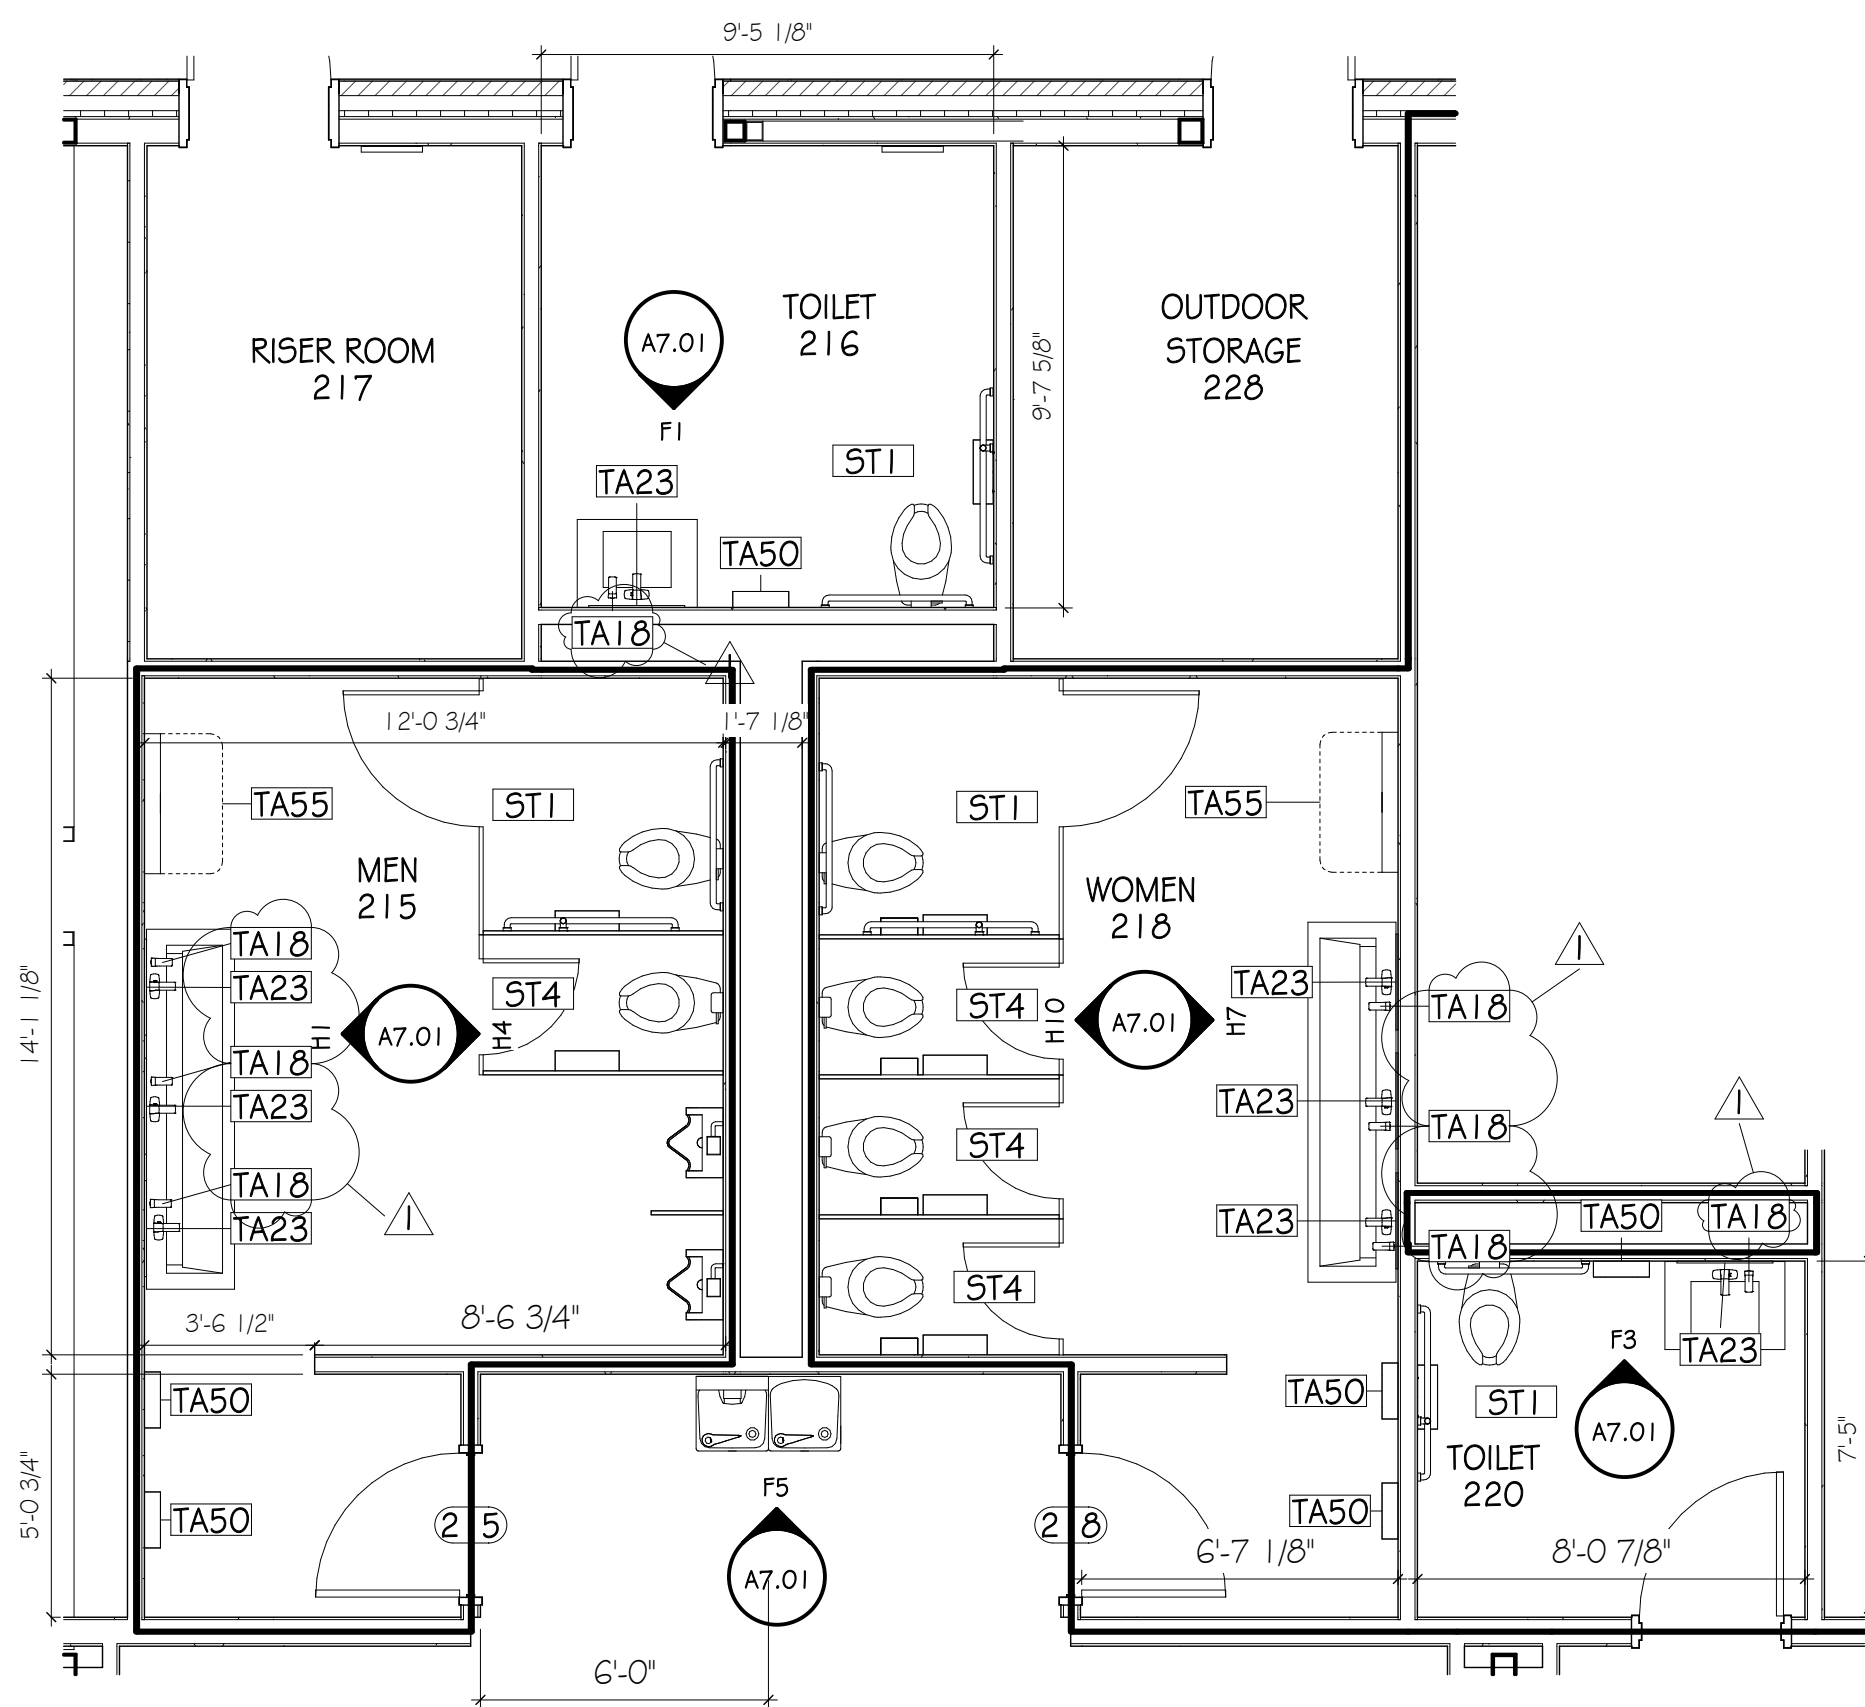 9'-5 1/8"
TOILET
216
OUTDOOR
STORAGE
228
RISER ROOM
217
A7.01
F1
9'-7 5/8"
ST1
TA23
TA50
TA18
1
12'-0 3/4"
1'-7 1/8"
TA55
ST1
ST1
TA55
MEN
215
WOMEN
218
TA18
TA23
ST4
ST4
TA23
TA18
1
14'-1 1/8"
H1
A7.01
H4
H10
A7.01
H7
TA18
TA23
TA23
TA18
1
ST4
TA18
TA23
1
TA23
TA50
TA18
TA18
3'-6 1/2"
8'-6 3/4"
ST4
F3
TA23
TA50
TA50
ST1
A7.01
7'-5"
TOILET
220
5'-0 3/4"
TA50
F5
TA50
2 5
2 8
6'-7 1/8"
8'-0 7/8"
A7.01
6'-0"